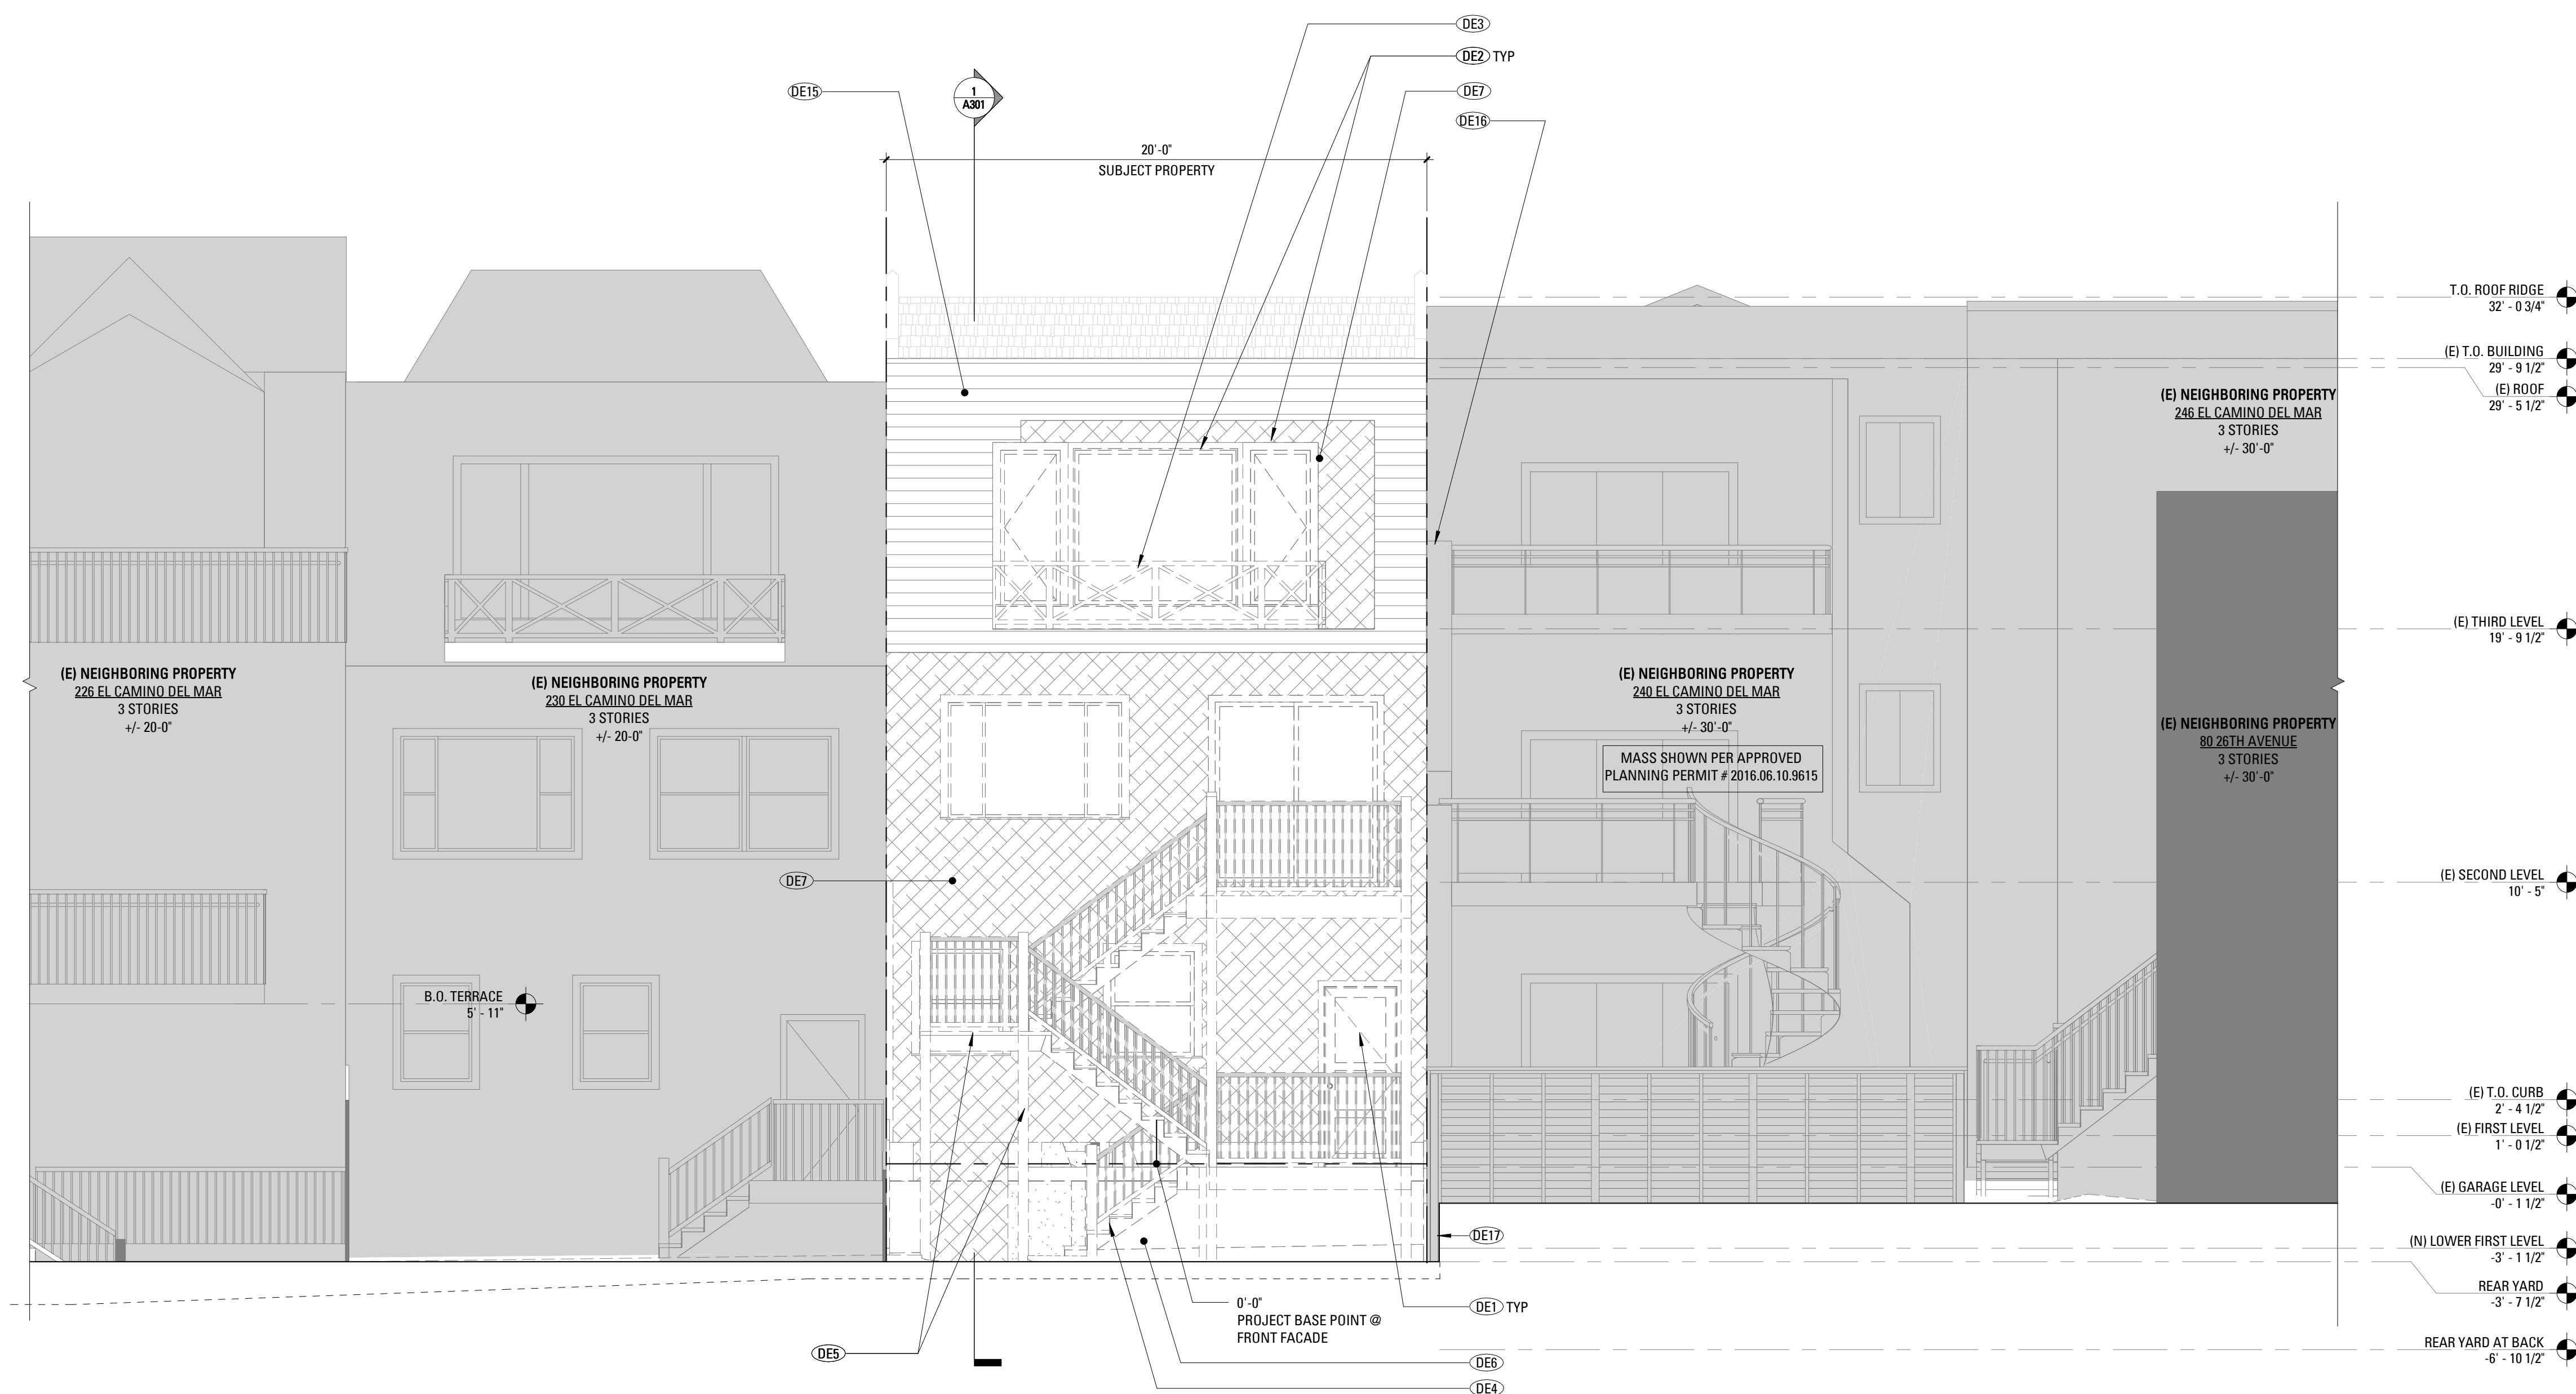 DE3
DE2 TYP
DE15
1
A301
DE7
DE16
20'-0"
SUBJECT PROPERTY
T.O. ROOF RIDGE
32' - 0 3/4"
(E) T.O. BUILDING
29' - 9 1/2"
(E) ROOF
29' - 5 1/2"
(E) NEIGHBORING PROPERTY
246 EL CAMINO DEL MAR
3 STORIES
+/- 30'-0"
(E) THIRD LEVEL
19' - 9 1/2"
(E) NEIGHBORING PROPERTY
226 EL CAMINO DEL MAR
3 STORIES
+/- 20-0"
(E) NEIGHBORING PROPERTY
230 EL CAMINO DEL MAR
3 STORIES
+/- 20-0"
(E) NEIGHBORING PROPERTY
240 EL CAMINO DEL MAR
3 STORIES
+/- 30'-0"
MASS SHOWN PER APPROVED
PLANNING PERMIT # 2016.06.10.9615
(E) NEIGHBORING PROPERTY
80 26TH AVENUE
3 STORIES
+/- 30'-0"
DE7
(E) SECOND LEVEL
10' - 5"
B.O. TERRACE
5' - 11"
(E) T.O. CURB
2' - 4 1/2"
(E) FIRST LEVEL
1' - 0 1/2"
(E) GARAGE LEVEL
-0' - 1 1/2"
DE17
(N) LOWER FIRST LEVEL
-3' - 1 1/2"
REAR YARD
-3' - 7 1/2"
0'-0"
PROJECT BASE POINT @
FRONT FACADE
DE1 TYP
DE5
REAR YARD AT BACK
-6' - 10 1/2"
DE6
DE4